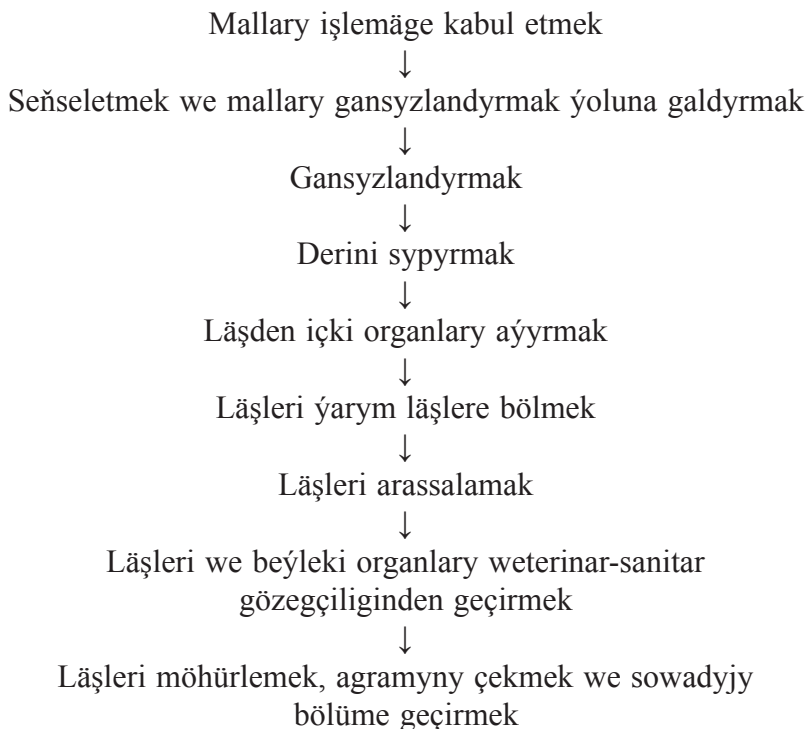 Mallary işlemäge kabul etmek
↓
Seňseletmek we mallary gansyzlandyrmak ýoluna galdyrmak
↓
Gansyzlandyrmak
↓
Derini sypyrmak
↓
Läşden içki organlary aýyrmak
↓
Läşleri ýarym läşlere bölmek
↓
Läşleri arassalamak
↓
Läşleri we beýleki organlary weterinar-sanitar
gözegçiliginden geçirmek
↓
Läşleri möhürlemek, agramyny çekmek we sowadyjy
bölüme geçirmek